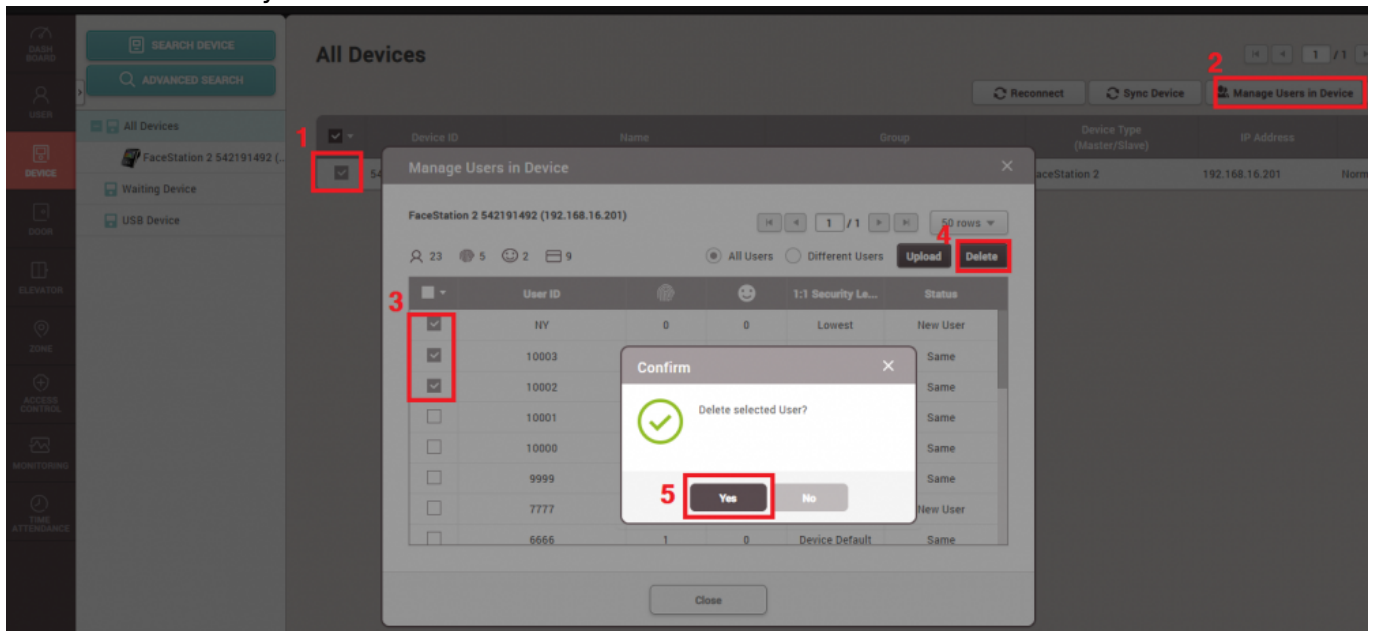 DASH
BOARD
USER
DEVICE
DOOR
ELEVATOR
ZONE
ACCESS
CONTROL
MONITORING
TIME
ATTENDANCE
SEARCH DEVICE
ADVANCED SEARCH
All Devices
FaceStation 2 542191492 (..
Waiting Device
USB Device
All Devices
1 / 1
2
Reconnect Sync Device Manage Users in Device
1
Device ID Name Group Device Type
(Master/Slave) IP Address
54 aceStation 2 192.168.16.201 Norm
Manage Users in Device
FaceStation 2 542191492 (192.168.16.201) 1 / 1 50 rows
4
23 5 2 9 All Users Different Users Upload Delete
3
User ID 1:1 Security Le... Status
NY 0 0 Lowest New User
10003 Same
10002 Same
10001 Same
10000 Same
9999 Same
7777 New User
6666 1 0 Device Default Same
Confirm
Delete selected User?
5
Yes No
Close